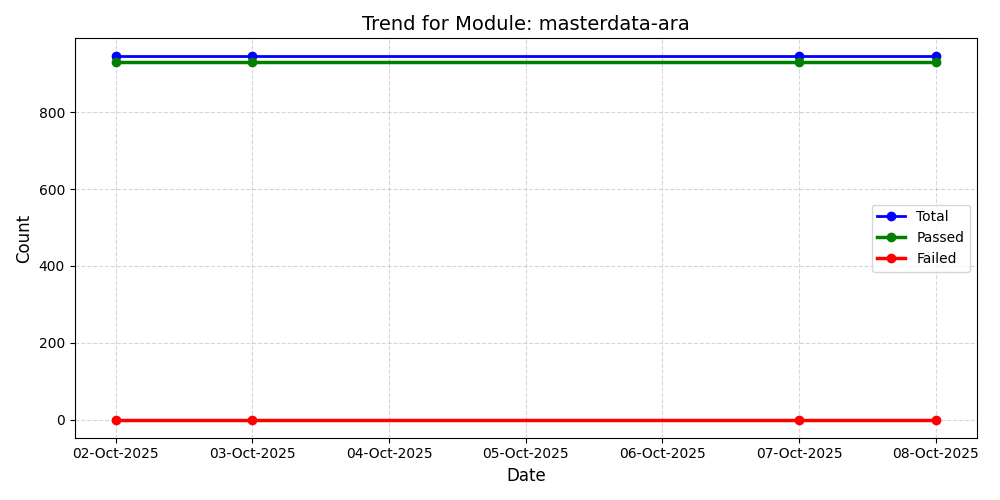 Trend for Module: masterdata-ara
Count
800
600
400
200
0
Total
Passed
Failed
02-Oct-2025 03-Oct-2025 04-Oct-2025 05-Oct-2025 06-Oct-2025 07-Oct-2025 08-Oct-2025
Date